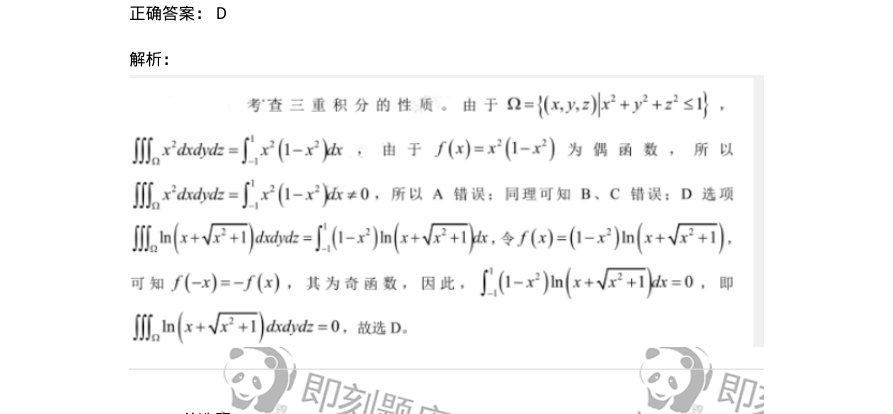 正确答案： D
解析：
考查三重积分的性质。由于 Ω={(x,y,z)|x²+y²+z²≤1}，
∭_Ω x²dxdydz=∫_{-1}^{1} x²(1−x²)dx ，由于 f(x)=x²(1−x²) 为偶函数，所以
∭_Ω x²dxdydz=∫_{-1}^{1} x²(1−x²)dx≠0，所以 A 错误；同理可知 B、C 错误；D 选项
∭_Ω ln(x+√(x²+1))dxdydz=∫_{-1}^{1}(1−x²)ln(x+√(x²+1))dx，令 f(x)=(1−x²)ln(x+√(x²+1))，
可知 f(−x)=−f(x)，其为奇函数，因此，∫_{-1}^{1}(1−x²)ln(x+√(x²+1))dx=0，即
∭_Ω ln(x+√(x²+1))dxdydz=0，故选 D。
即刻题库 即